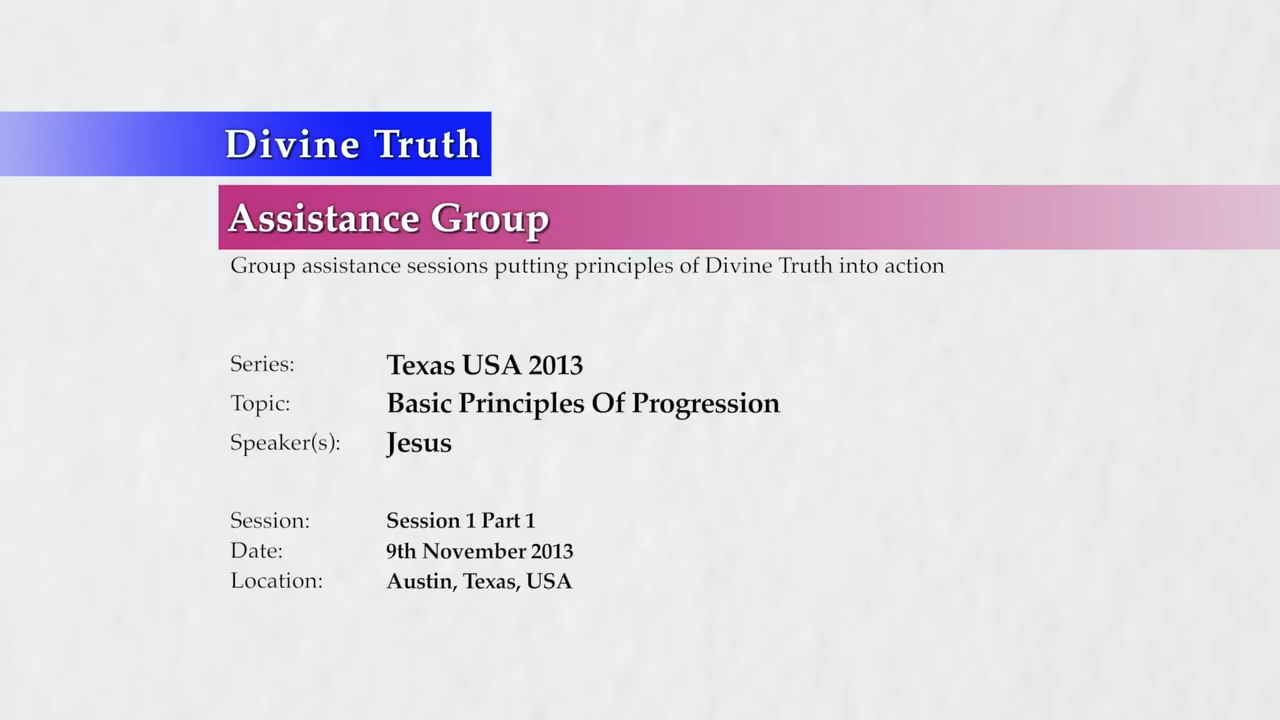 Divine Truth
Assistance Group
Group assistance sessions putting principles of Divine Truth into action
Series: Texas USA 2013
Topic: Basic Principles Of Progression
Speaker(s): Jesus
Session: Session 1 Part 1
Date: 9th November 2013
Location: Austin, Texas, USA